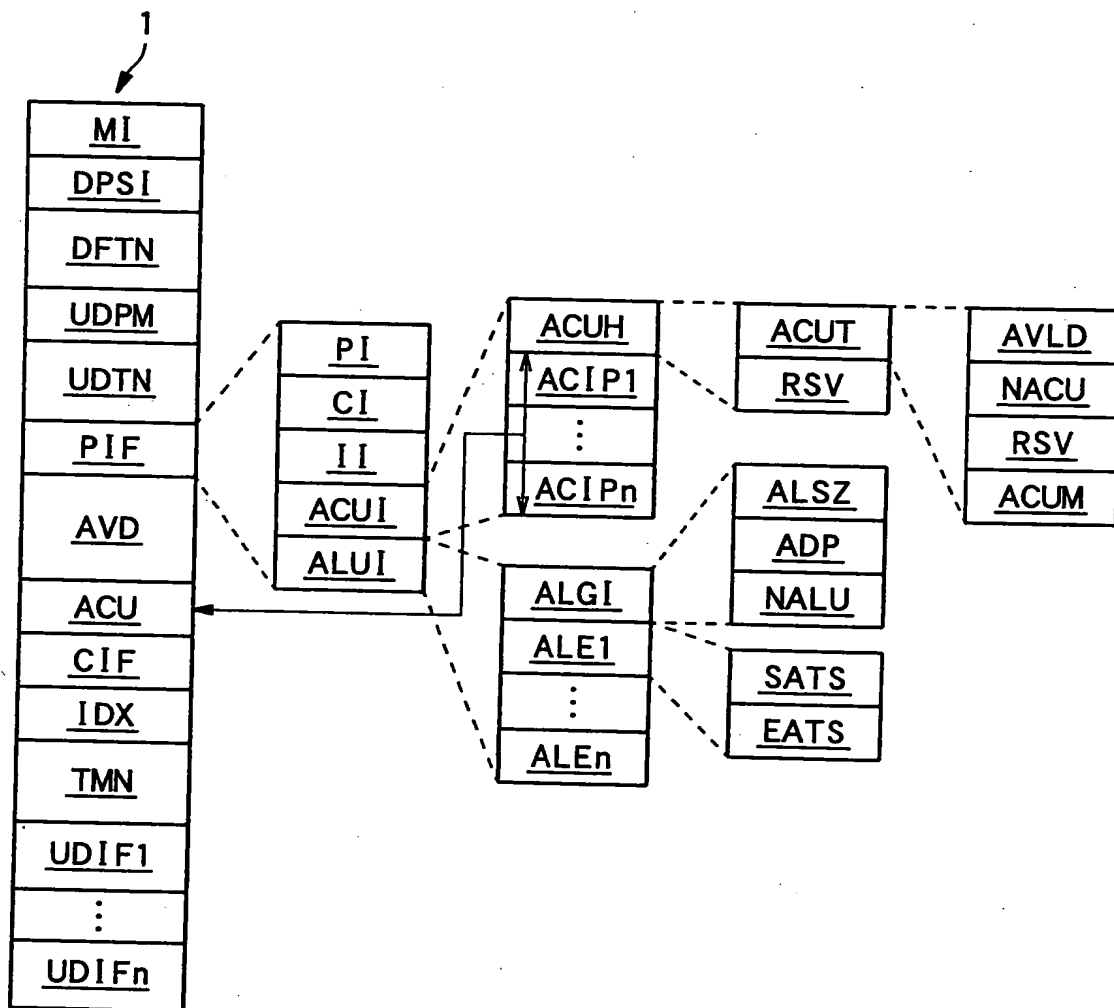 1
MI
DPSI
DFTN
UDPM
UDTN
PIF
AVD
ACU
CIF
IDX
TMN
UDIF1
⋮
UDIFn
PI
CI
II
ACUI
ALUI
ACUH
ACIP1
⋮
ACIPn
ALGI
ALE1
⋮
ALEn
ACUT
RSV
ALSZ
ADP
NALU
SATS
EATS
AVLD
NACU
RSV
ACUM